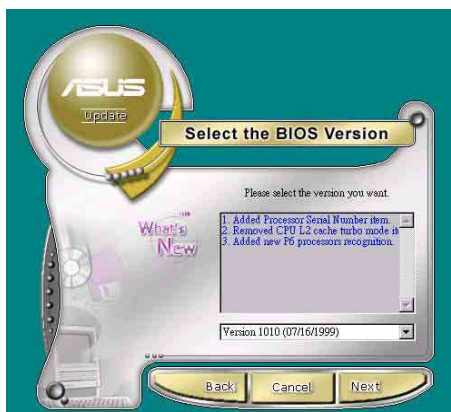 ASUS
Update
Select the BIOS Version
Please select the version you want.
What's
New
1. Added Processor Serial Number item.
2. Removed CPU L2 cache turbo mode it
3. Added new P6 processors recognition.
Version 1010 (07/16/1999)
Back
Cancel
Next